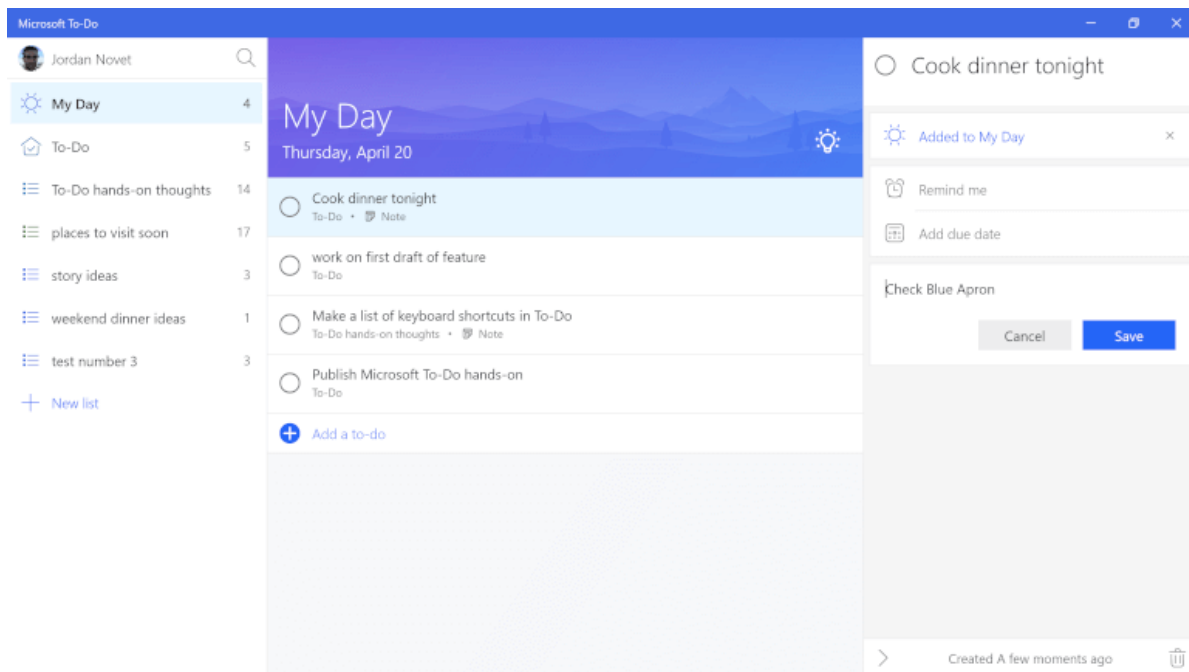 Microsoft To-Do
Jordan Novet
My Day 4
To-Do 5
To-Do hands-on thoughts 14
places to visit soon 17
story ideas 3
weekend dinner ideas 1
test number 3 3
New list
My Day
Thursday, April 20
Cook dinner tonight
To-Do • Note
work on first draft of feature
To-Do
Make a list of keyboard shortcuts in To-Do
To-Do hands-on thoughts • Note
Publish Microsoft To-Do hands-on
To-Do
Add a to-do
Cook dinner tonight
Added to My Day
Remind me
Add due date
Check Blue Apron
Cancel Save
Created A few moments ago